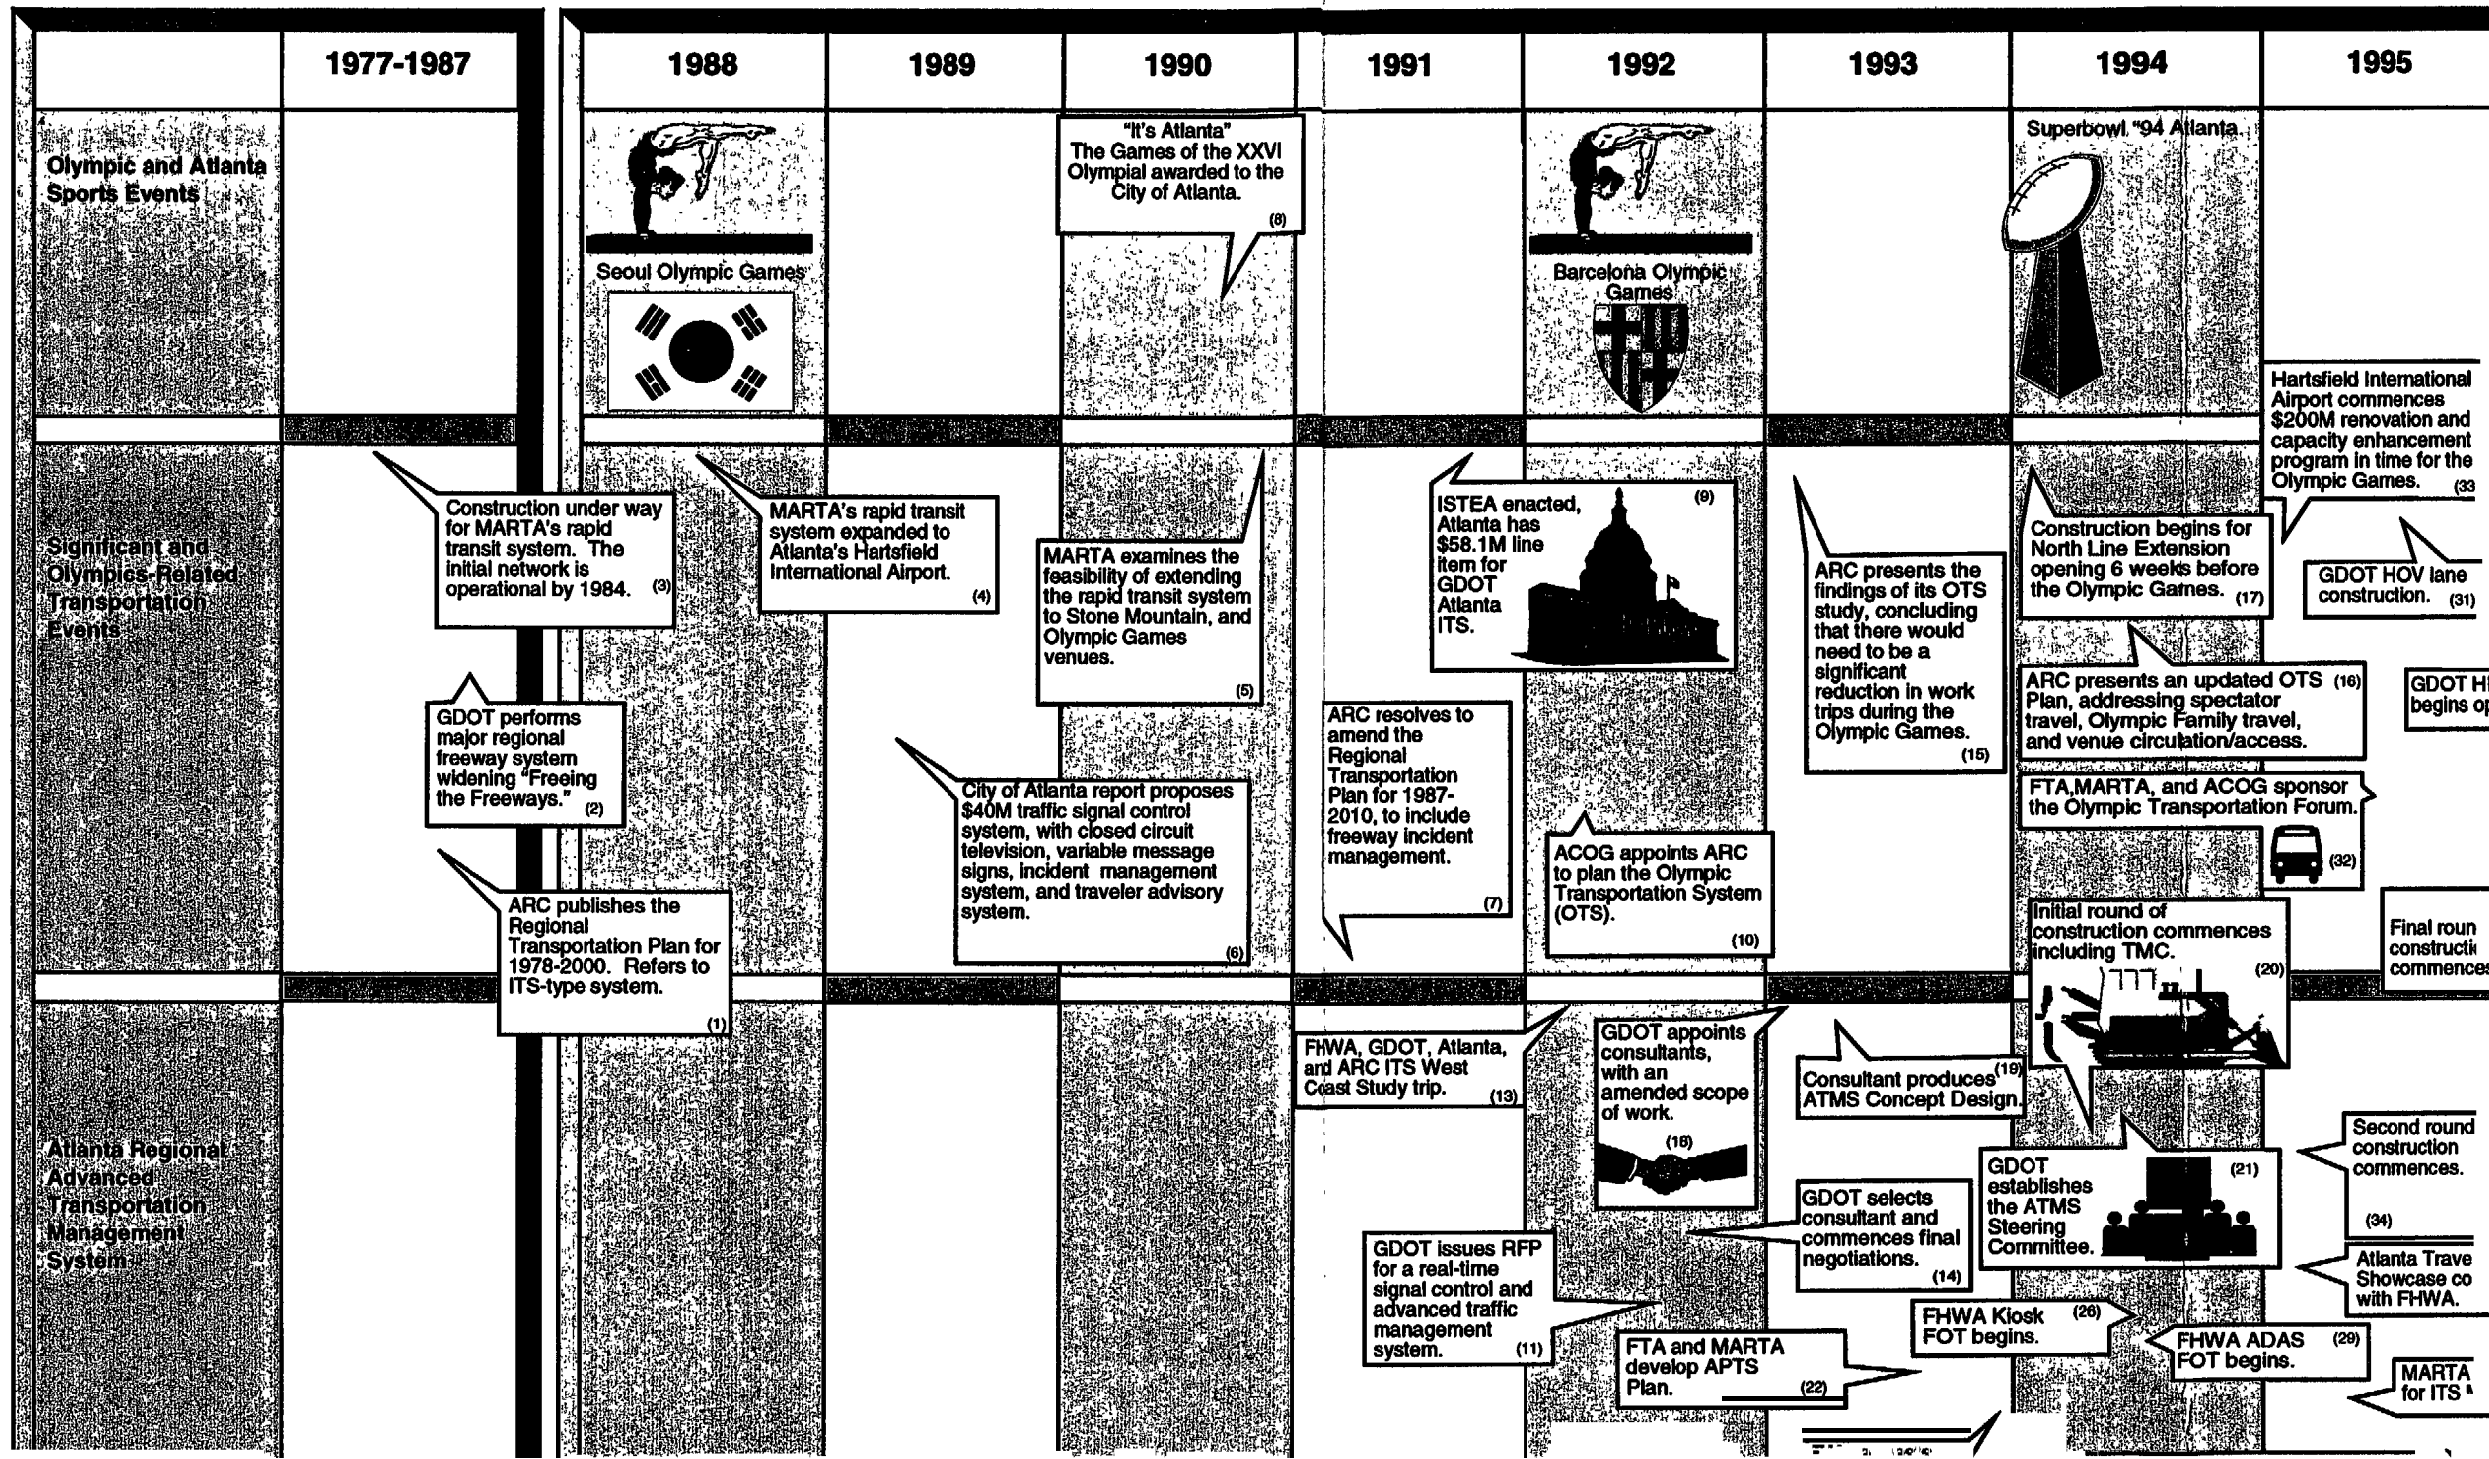 1977-1987
1988
1989
1990
1991
1992
1993
1994
1995
Olympic and Atlanta
Sports Events
Seoul Olympic Games
"It's Atlanta"
The Games of the XXVI
Olympial awarded to the
City of Atlanta.
(8)
Barcelona Olympic
Games
Superbowl "94 Atlanta
Hartsfield International
Airport commences
$200M renovation and
capacity enhancement
program in time for the
Olympic Games.
(33
Significant and
Olympics-Related
Transportation
Events
Construction under way
for MARTA's rapid
transit system. The
initial network is
operational by 1984. (3)
GDOT performs
major regional
freeway system
widening "Freeing
the Freeways."
(2)
ARC publishes the
Regional
Transportation Plan for
1978-2000. Refers to
ITS-type system.
(1)
MARTA's rapid transit
system expanded to
Atlanta's Hartsfield
International Airport.
(4)
MARTA examines the
feasibility of extending
the rapid transit system
to Stone Mountain, and
Olympic Games
venues.
(5)
City of Atlanta report proposes
$40M traffic signal control
system, with closed circuit
television, variable message
signs, incident management
system, and traveler advisory
system.
(6)
ISTEA enacted,
Atlanta has
$58.1M line
item for
GDOT
Atlanta
ITS.
(9)
ARC resolves to
amend the
Regional
Transportation
Plan for 1987-
2010, to include
freeway incident
management.
(7)
ACOG appoints ARC
to plan the Olympic
Transportation System
(OTS).
(10)
ARC presents the
findings of its OTS
study, concluding
that there would
need to be a
significant
reduction in work
trips during the
Olympic Games.
(15)
Construction begins for
North Line Extension
opening 6 weeks before
the Olympic Games. (17)
GDOT HOV lane
construction. (31)
ARC presents an updated OTS (16)
Plan, addressing spectator
travel, Olympic Family travel,
and venue circulation/access.
GDOT H
begins op
FTA,MARTA, and ACOG sponsor
the Olympic Transportation Forum.
(32)
Initial round of
construction commences
including TMC.
(20)
Final roun
constructi
commences
Atlanta Regional
Advanced
Transportation
Management
System
FHWA, GDOT, Atlanta,
and ARC ITS West
Coast Study trip.
(13)
GDOT appoints
consultants,
with an
amended scope
of work.
(18)
Consultant produces (19)
ATMS Concept Design.
GDOT
establishes
the ATMS
Steering
Committee.
(21)
Second round
construction
commences.
(34)
GDOT selects
consultant and
commences final
negotiations.
(14)
GDOT issues RFP
for a real-time
signal control and
advanced traffic
management
system.
(11)
Atlanta Trave
Showcase co
with FHWA.
FTA and MARTA
develop APTS
Plan.
(22)
FHWA Kiosk (26)
FOT begins.
FHWA ADAS (29)
FOT begins.
MARTA
for ITS